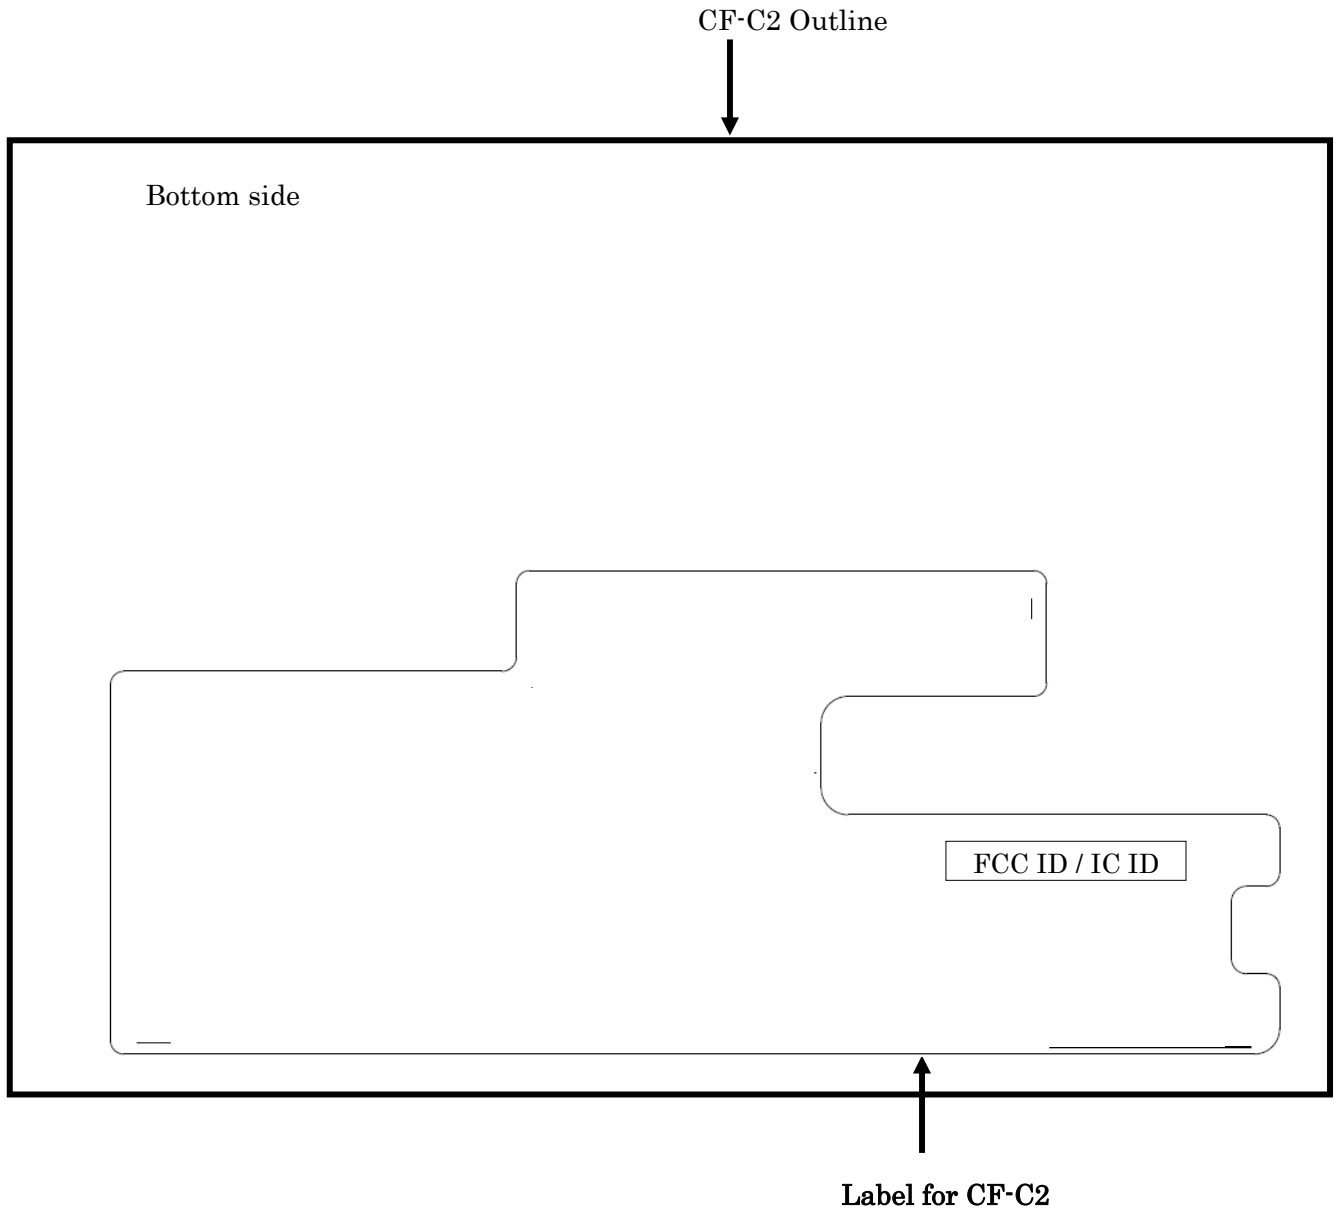 CF-C2 Outline
Bottom side
FCC ID / IC ID
Label for CF-C2